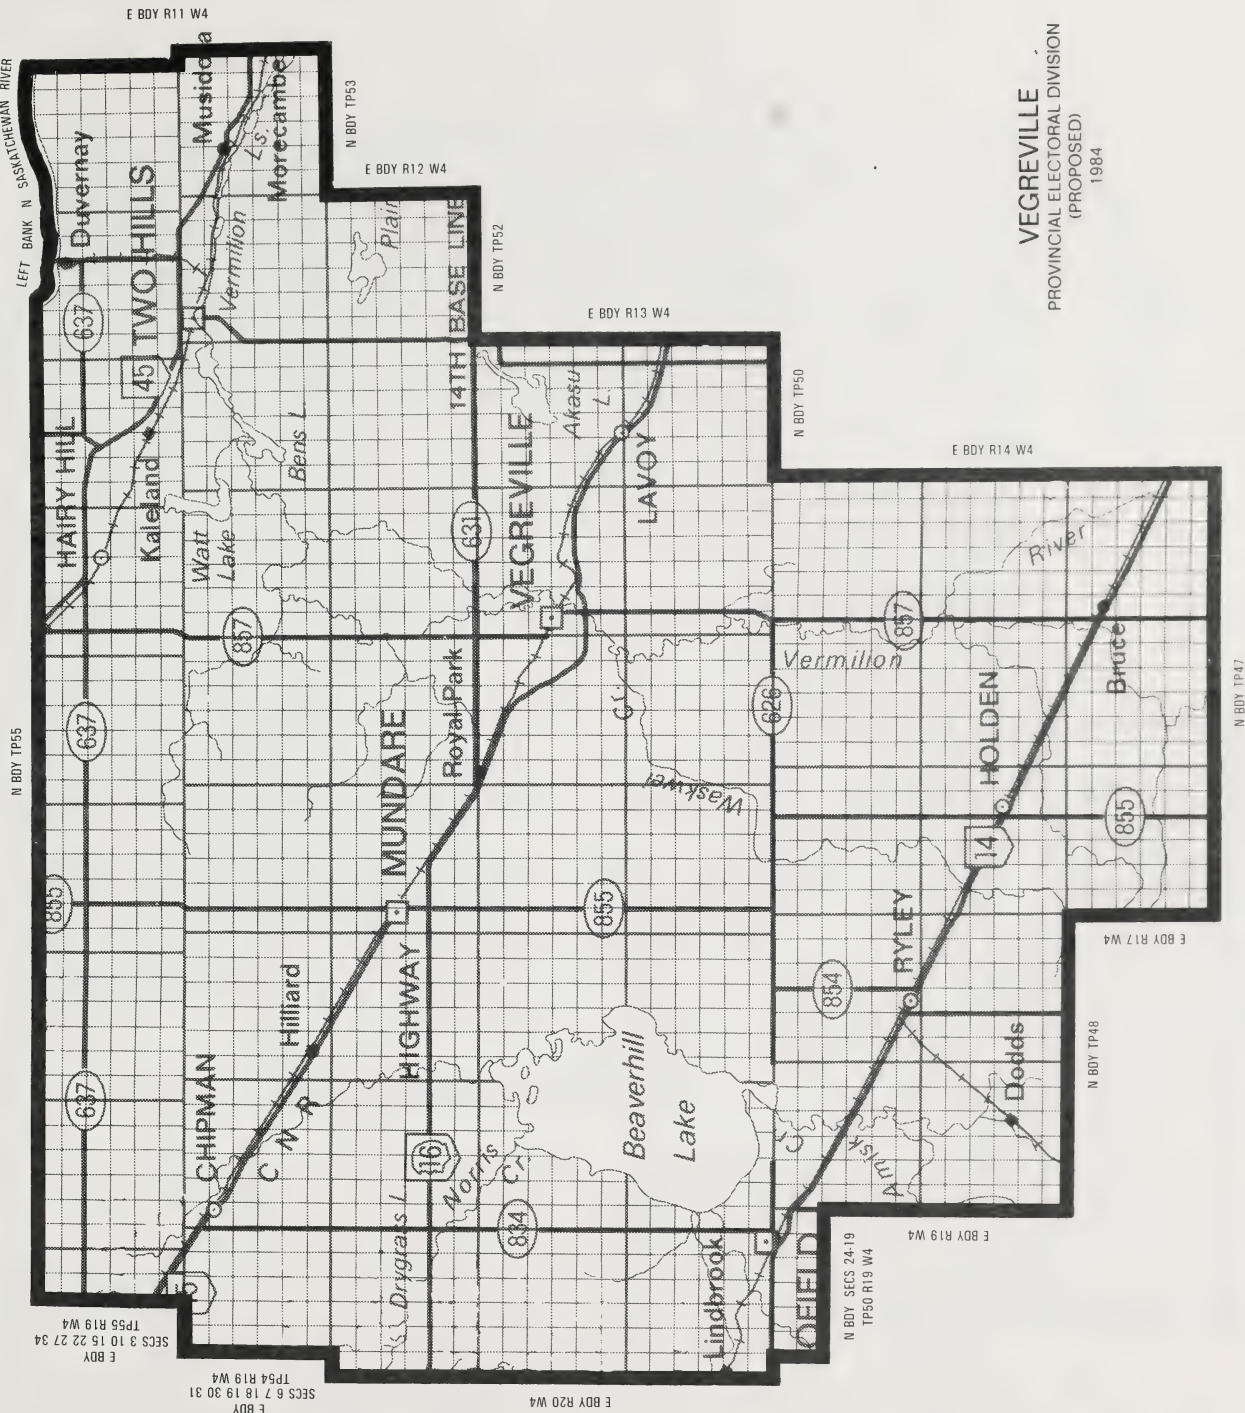 VEGREVILLE
PROVINCIAL ELECTORAL DIVISION
(PROPOSED)
1984
E BDY R11 W4
LEFT BANK N SASKATCHEWAN RIVER
N BDY TP53
E BDY R12 W4
N BDY TP52
E BDY R13 W4
N BDY TP50
E BDY R14 W4
N BDY TP47
E BDY R17 W4
N BDY TP48
E BDY R19 W4
N BDY SECS 24-19
TP50 R19 W4
E BDY R20 W4
E BDY
SECS 6 7 18 19 30 31
TP54 R19 W4
E BDY
SECS 3 10 15 22 27 34
TP55 R19 W4
N BDY TP55
Duvernay
Musidora
637
45
TWO HILLS
Vermilion
Ls.
Morecambe
HAIRY HILL
Kaleland
Plain
14TH BASE LINE
Watt
Lake
Bens L.
Akasu
L.
637
857
631
VEGREVILLE
LAVOY
Royal Park
MUNDARE
Cr.
Waskwei
626
Vermilion
857
River
Bruce
HOLDEN
14
855
855
855
Hilliard
HIGHWAY
RYLEY
854
Dodds
637
CHIPMAN
C N R
16
Norris
Cr.
Beaverhill
Lake
Amisk
C
834
Drygrass L.
Lindbrook
OFIELD